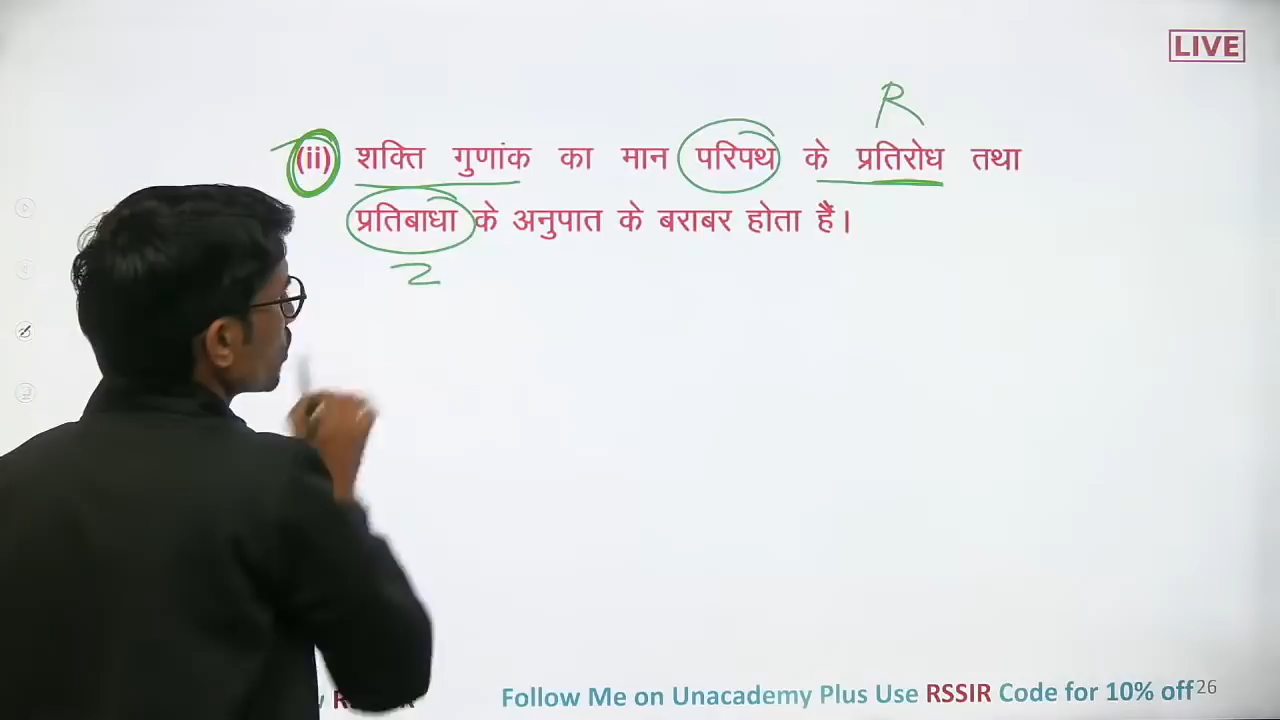 LIVE
R
(ii) शक्ति गुणांक का मान परिपथ के प्रतिरोध तथा
प्रतिबाधा के अनुपात के बराबर होता हैं।
Z
Follow Me on Unacademy Plus Use RSSIR Code for 10% off 26